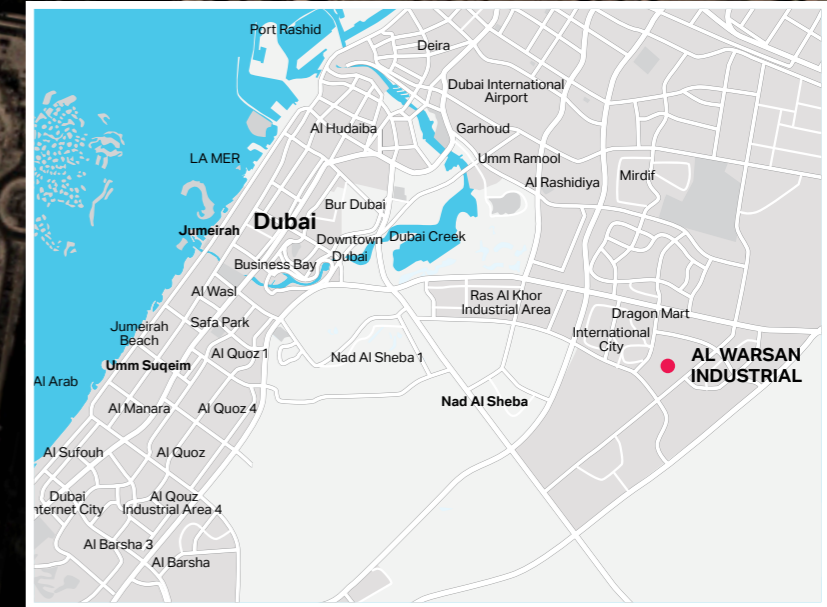 Port Rashid
Deira
Dubai International
Airport
Al Hudaiba
Garhoud
LA MER
Umm Ramool
Al Rashidiya
Mirdif
Bur Dubai
Jumeirah
Dubai
Downtown
Dubai
Dubai Creek
Business Bay
Al Wasl
Ras Al Khor
Industrial Area
Dragon Mart
Jumeirah
Beach
Safa Park
International
City
Al Quoz 1
Nad Al Sheba 1
AL WARSAN
INDUSTRIAL
Umm Suqeim
Al Arab
Al Manara
Al Quoz 4
Nad Al Sheba
Al Sufouh
Al Quoz
Dubai
nternet City
Al Qouz
Industrial Area 4
Al Barsha 3
Al Barsha